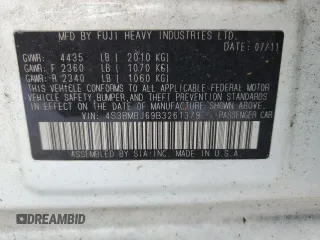 MFD BY FUJI HEAVY INDUSTRIES LTD.
DATE: 07/11
GVWR: 4435 LB ( 2010 KG)
GAWR: F 2360 LB ( 1070 KG)
GAWR: R 2340 LB ( 1060 KG)
THIS VEHICLE CONFORMS TO ALL APPLICABLE FEDERAL MOTOR
VEHICLE SAFETY, BUMPER, AND THEFT PREVENTION STANDARDS
IN EFFECT ON THE DATE OF MANUFACTURE SHOWN ABOVE.
VIN: PASSENGER CAR
ASSEMBLED BY SIA-INC. MADE IN U.S.A.
DREAMBID